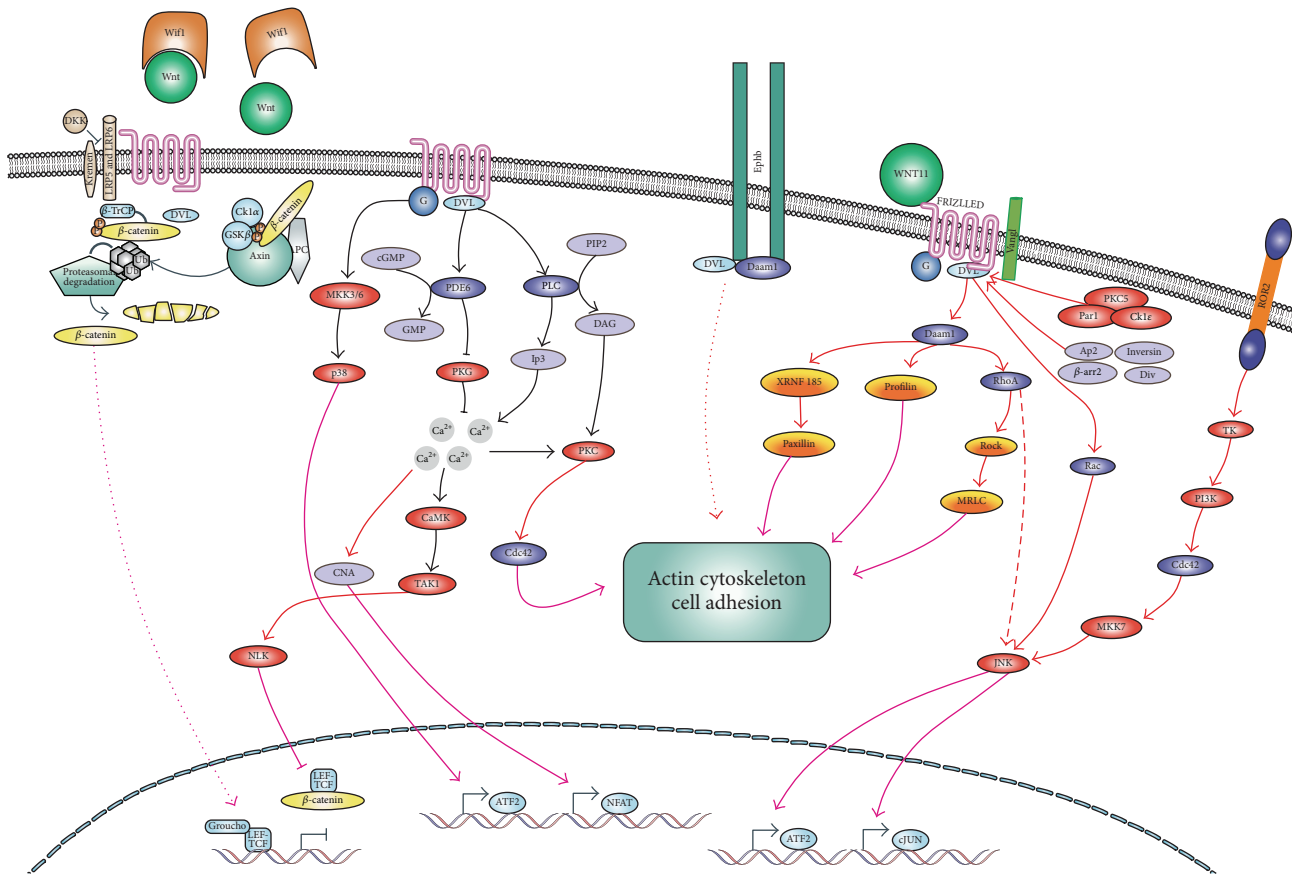 Wif1
Wif1
Wnt
Wnt
DKK
Kremen
LRP5 and LRP6
β-TrCP
DVL
P
P
β-catenin
Ck1α
GSKβ
P
P
β-catenin
Axin
APC
Proteasoma
degradation
Ub
Ub
β-catenin
G
DVL
cGMP
PIP2
MKK3/6
PDE6
PLC
GMP
DAG
Ip3
p38
PKG
Ca2+
Ca2+
Ca2+
Ca2+
PKC
CaMK
Cdc42
CNA
TAK1
NLK
Ephb
DVL
Daam1
WNT11
FRIZLLED
Vangl
G
DVL
PKC5
Par1
Ck1ε
Ap2
Inversin
β-arr2
Div
ROR2
Daam1
XRNF 185
Profilin
RhoA
Paxillin
Rock
MRLC
Rac
TK
PI3K
Cdc42
MKK7
JNK
Actin cytoskeleton
cell adhesion
LEF-
TCF
β-catenin
Groucho
LEF-
TCF
ATF2
NFAT
ATF2
cJUN